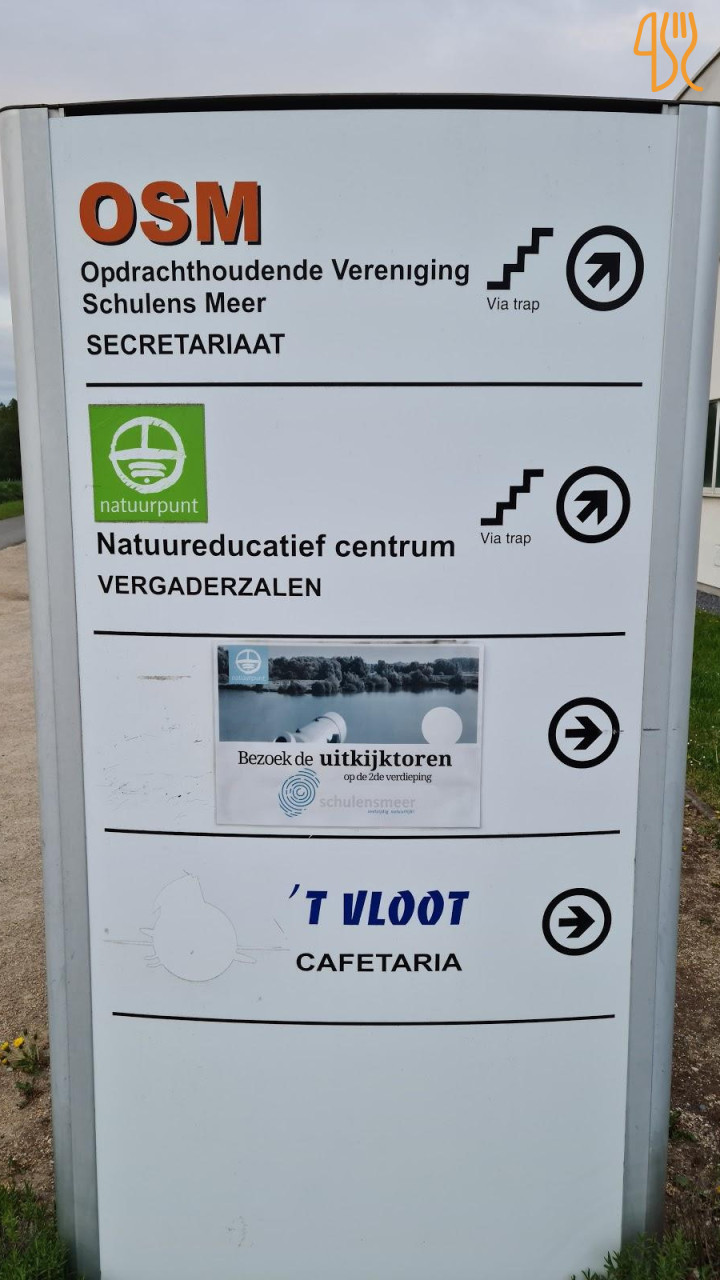 OSM
Opdrachthoudende Vereniging
Schulens Meer
Via trap
SECRETARIAAT
natuurpunt
Natuureducatief centrum
Via trap
VERGADERZALEN
natuurpunt
Bezoek de uitkijktoren
op de 2de verdieping
schulensmeer
'T VLOOT
CAFETARIA